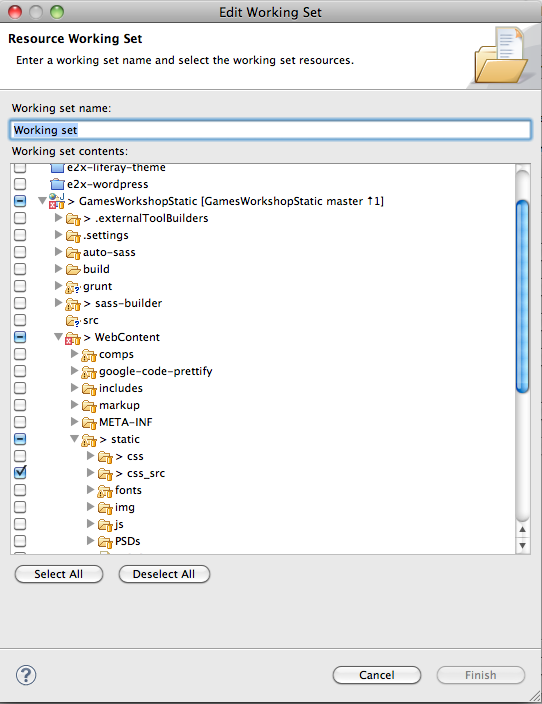 Edit Working Set
Resource Working Set
Enter a working set name and select the working set resources.
Working set name:
Working set
Working set contents:
e2x-liferay-theme
e2x-wordpress
> GamesWorkshopStatic [GamesWorkshopStatic master ↑1]
> .externalToolBuilders
.settings
auto-sass
build
grunt
> sass-builder
src
> WebContent
comps
google-code-prettify
includes
markup
META-INF
> static
> css
> css_src
fonts
img
js
PSDs
Select All
Deselect All
?
Cancel
Finish